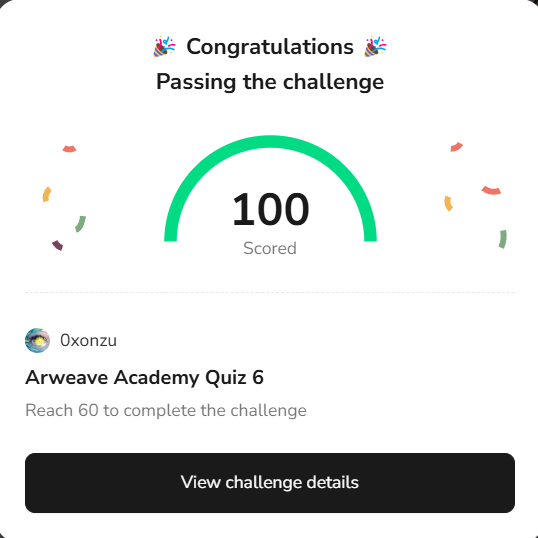 🎉 Congratulations 🎉
Passing the challenge
100
Scored
0xonzu
Arweave Academy Quiz 6
Reach 60 to complete the challenge
View challenge details